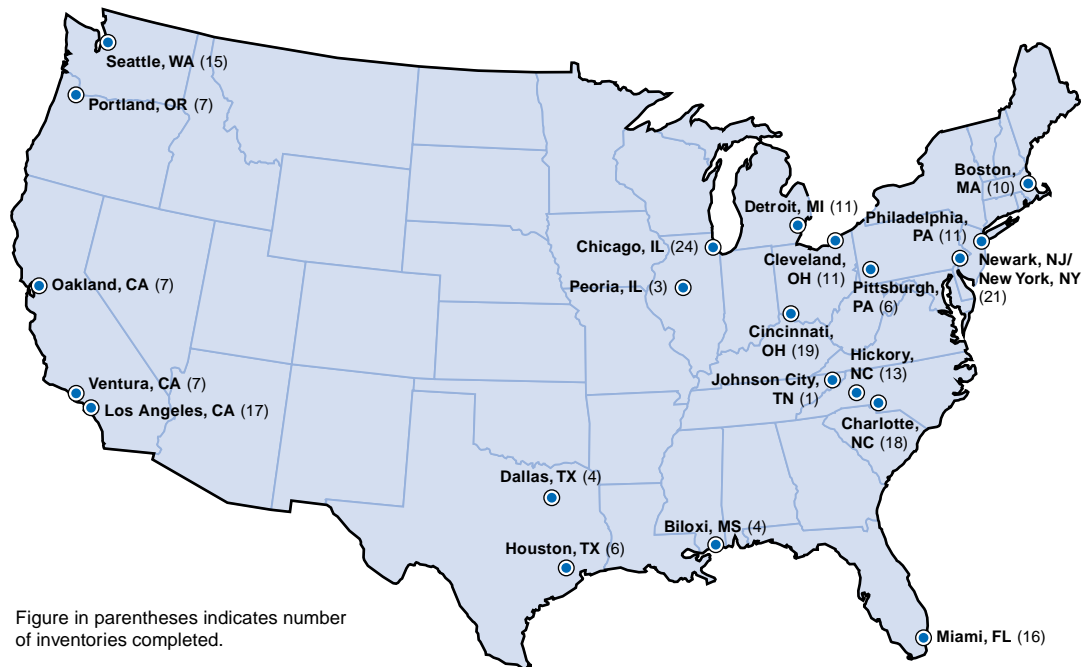 Seattle, WA (15)
Portland, OR (7)
Boston,
MA (10)
Detroit, MI (11)
Philadelphia,
PA (11)
Chicago, IL (24)
Cleveland,
OH (11)
Newark, NJ/
New York, NY
(21)
Oakland, CA (7)
Peoria, IL (3)
Pittsburgh,
PA (6)
Cincinnati,
OH (19)
Hickory,
NC (13)
Ventura, CA (7)
Johnson City,
TN (1)
Los Angeles, CA (17)
Charlotte,
NC (18)
Dallas, TX (4)
Biloxi, MS (4)
Houston, TX (6)
Figure in parentheses indicates number
of inventories completed.
Miami, FL (16)